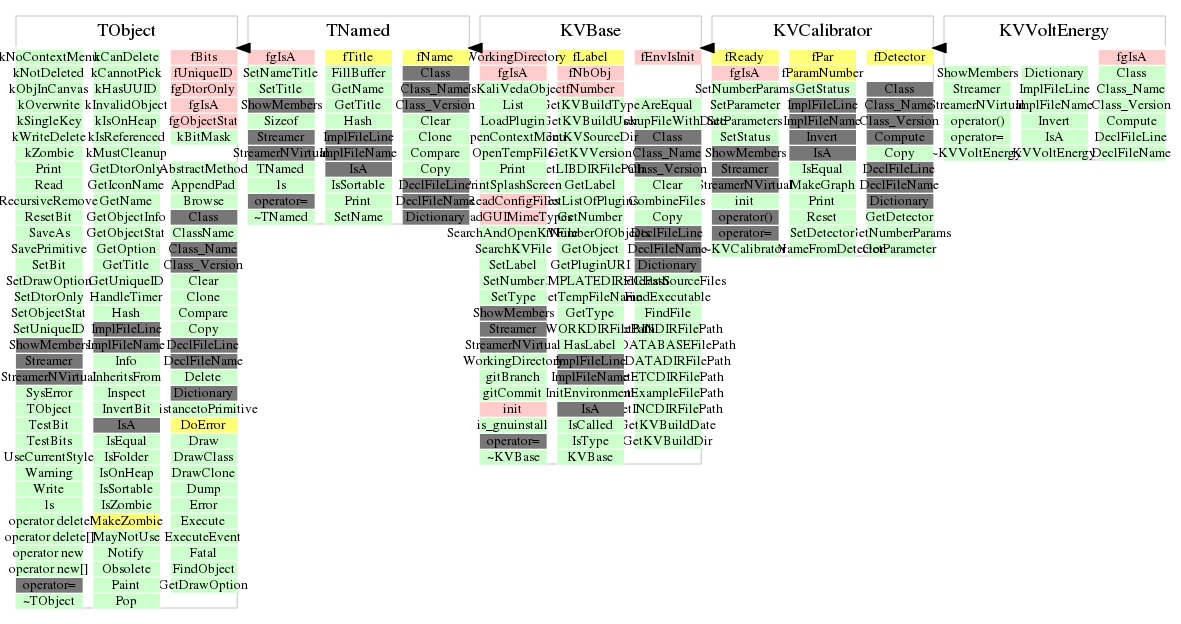 TObject
kNoContextMenu
kNotDeleted
kObjInCanvas
kOverwrite
kSingleKey
kWriteDelete
kZombie
Print
Read
RecursiveRemove
ResetBit
SaveAs
SavePrimitive
SetBit
SetDrawOption
SetDtorOnly
SetObjectStat
SetUniqueID
ShowMembers
Streamer
StreamerNVirtual
SysError
TObject
TestBit
TestBits
UseCurrentStyle
Warning
Write
ls
operator delete
operator delete[]
operator new
operator new[]
operator=
~TObject
kCanDelete
kCannotPick
kHasUUID
kInvalidObject
kIsOnHeap
kIsReferenced
kMustCleanup
GetDtorOnly
GetIconName
GetName
GetObjectInfo
GetObjectStat
GetOption
GetTitle
GetUniqueID
HandleTimer
Hash
ImplFileLine
ImplFileName
Info
InheritsFrom
Inspect
InvertBit
IsA
IsEqual
IsFolder
IsOnHeap
IsSortable
IsZombie
MakeZombie
MayNotUse
Notify
Obsolete
Paint
Pop
fBits
fUniqueID
fgDtorOnly
fgIsA
fgObjectStat
kBitMask
AbstractMethod
AppendPad
Browse
Class
ClassName
Class_Name
Class_Version
Clear
Clone
Compare
Copy
DeclFileLine
DeclFileName
Delete
Dictionary
istancetoPrimitive
DoError
Draw
DrawClass
DrawClone
Dump
Error
Execute
ExecuteEvent
Fatal
FindObject
GetDrawOption
TNamed
fgIsA
SetNameTitle
SetTitle
ShowMembers
Sizeof
Streamer
StreamerNVirtual
TNamed
ls
operator=
~TNamed
fTitle
FillBuffer
GetName
GetTitle
Hash
ImplFileLine
ImplFileName
IsA
IsSortable
Print
SetName
fName
Class
Class_Name
Class_Version
Clear
Clone
Compare
Copy
DeclFileLine
DeclFileName
Dictionary
KVBase
WorkingDirectory
fgIsA
IsKaliVedaObject
List
LoadPlugin
OpenContextMenu
OpenTempFile
Print
PrintSplashScreen
ReadConfigFiles
ReadGUIMimeTypes
SearchAndOpenKVFile
SearchKVFile
SetLabel
SetNumber
SetType
ShowMembers
Streamer
StreamerNVirtual
WorkingDirectory
gitBranch
gitCommit
init
is_gnuinstall
operator=
~KVBase
fLabel
fNbObj
fNumber
GetKVBuildType
GetKVBuildUser
GetKVSourceDir
GetKVVersion
GetLIBDIRFilePath
GetLabel
GetListOfPlugins
GetNumber
GetNumberOfObjects
GetObject
GetPluginURI
GetTempFileName
GetType
HasLabel
ImplFileLine
ImplFileName
InitEnvironment
IsA
IsCalled
IsType
KVBase
fEnvIsInit
AreEqual
Class
Class_Name
Class_Version
Clear
CombineFiles
Copy
DeclFileLine
DeclFileName
Dictionary
FindExecutable
FindFile
DATABASEFilePath
DATADIRFilePath
GetETCDIRFilePath
ExampleFilePath
GetINCDIRFilePath
GetKVBuildDate
GetKVBuildDir
KVCalibrator
fReady
fgIsA
SetNumberParams
SetParameter
SetParameters
SetStatus
ShowMembers
Streamer
StreamerNVirtual
init
operator()
operator=
~KVCalibrator
fPar
fParamNumber
GetStatus
ImplFileLine
ImplFileName
Invert
IsA
IsEqual
MakeGraph
Print
Reset
SetDetector
NameFromDetector
fDetector
Class
Class_Name
Class_Version
Compute
Copy
DeclFileLine
DeclFileName
Dictionary
GetDetector
GetNumberParams
GetParameter
KVVoltEnergy
ShowMembers
Streamer
StreamerNVirtual
operator()
operator=
~KVVoltEnergy
Dictionary
ImplFileLine
ImplFileName
Invert
IsA
KVVoltEnergy
fgIsA
Class
Class_Name
Class_Version
Compute
DeclFileLine
DeclFileName